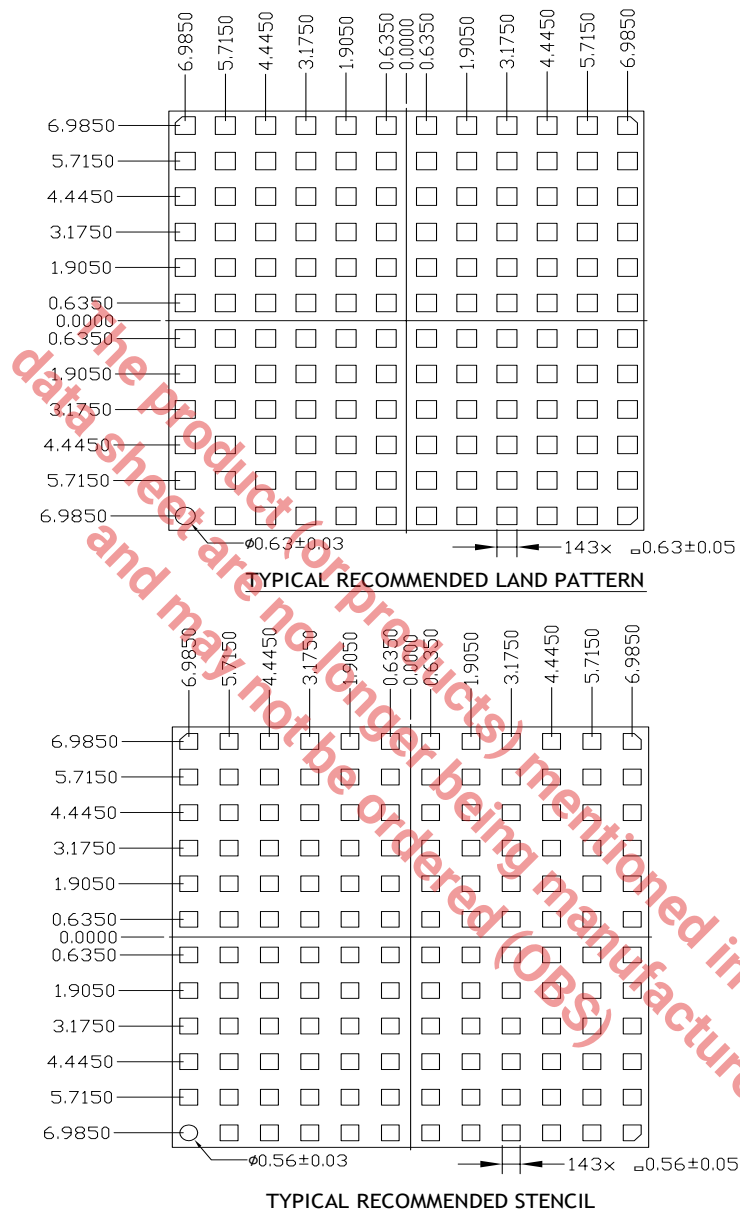 6.9850 5.7150 4.4450 3.1750 1.9050 0.6350 0.0000 0.6350 1.9050 3.1750 4.4450 5.7150 6.9850
6.9850
5.7150
4.4450
3.1750
1.9050
0.6350
0.0000
0.6350
1.9050
3.1750
4.4450
5.7150
6.9850
ø0.63±0.03
143x □0.63±0.05
TYPICAL RECOMMENDED LAND PATTERN
6.9850 5.7150 4.4450 3.1750 1.9050 0.6350 0.0000 0.6350 1.9050 3.1750 4.4450 5.7150 6.9850
6.9850
5.7150
4.4450
3.1750
1.9050
0.6350
0.0000
0.6350
1.9050
3.1750
4.4450
5.7150
6.9850
ø0.56±0.03
143x □0.56±0.05
TYPICAL RECOMMENDED STENCIL
The product (or products) mentioned in
data sheet are no longer being manufacture
and may not be ordered (OBS)